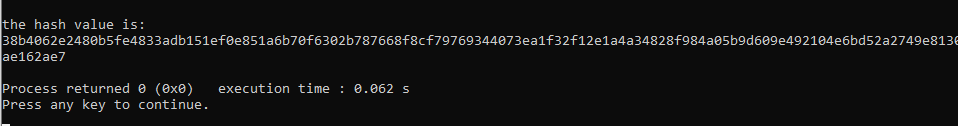 the hash value is:
38b4062e2480b5fe4833adb151ef0e851a6b70f6302b787668f8cf79769344073ea1f32f12e1a4a34828f984a05b9d609e492104e6bd52a2749e8136
ae162ae7
Process returned 0 (0x0)   execution time : 0.062 s
Press any key to continue.